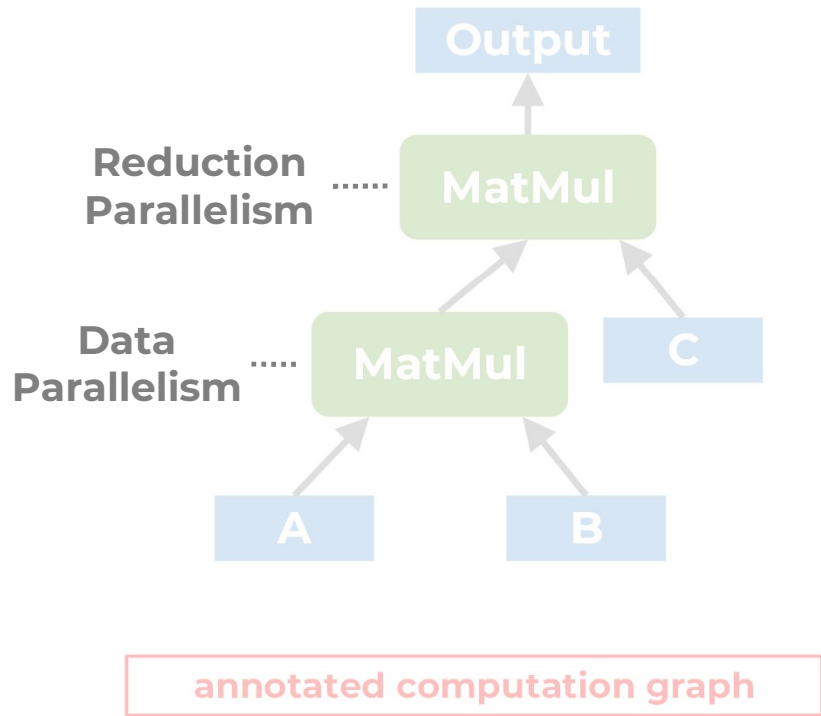 Output
Reduction
Parallelism
MatMul
Data
Parallelism
MatMul
C
A
B
annotated computation graph